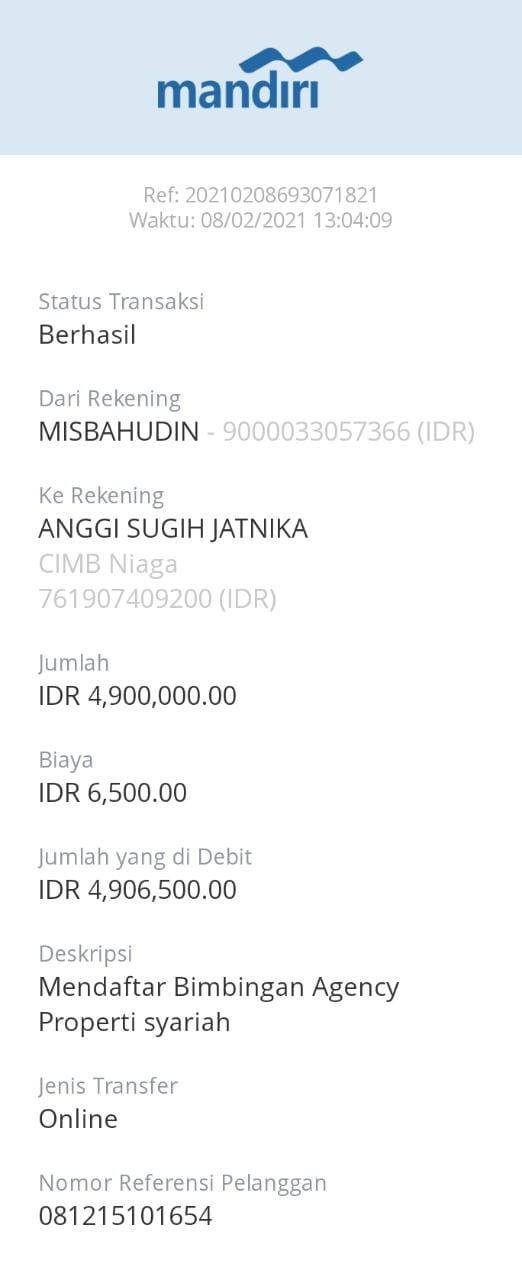 mandiri
Ref: 20210208693071821
Waktu: 08/02/2021 13:04:09
Status Transaksi
Berhasil
Dari Rekening
MISBAHUDIN - 9000033057366 (IDR)
Ke Rekening
ANGGI SUGIH JATNIKA
CIMB Niaga
761907409200 (IDR)
Jumlah
IDR 4,900,000.00
Biaya
IDR 6,500.00
Jumlah yang di Debit
IDR 4,906,500.00
Deskripsi
Mendaftar Bimbingan Agency
Properti syariah
Jenis Transfer
Online
Nomor Referensi Pelanggan
081215101654